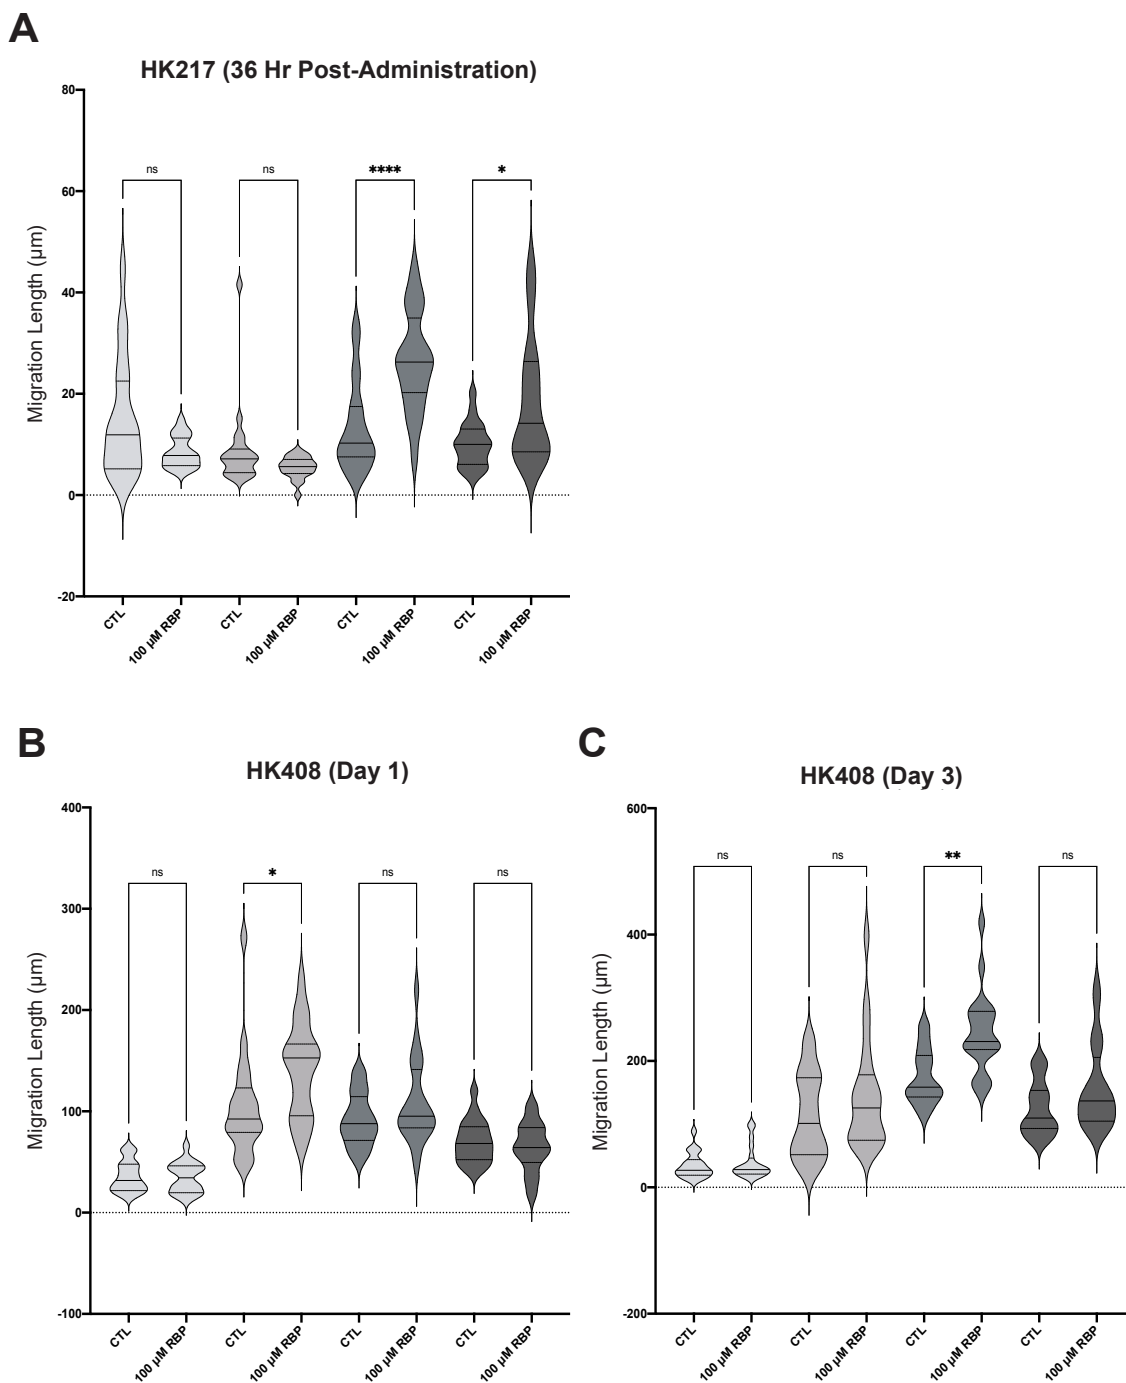 A
HK217 (36 Hr Post-Administration)
Migration Length (µm)
80
60
40
20
0
-20
ns
ns
****
*
CTL
100 µM RBP
CTL
100 µM RBP
CTL
100 µM RBP
CTL
100 µM RBP
B
HK408 (Day 1)
Migration Length (µm)
400
300
200
100
0
-100
ns
*
ns
ns
CTL
100 µM RBP
CTL
100 µM RBP
CTL
100 µM RBP
CTL
100 µM RBP
C
HK408 (Day 3)
Migration Length (µm)
600
400
200
0
-200
ns
ns
**
ns
CTL
100 µM RBP
CTL
100 µM RBP
CTL
100 µM RBP
CTL
100 µM RBP